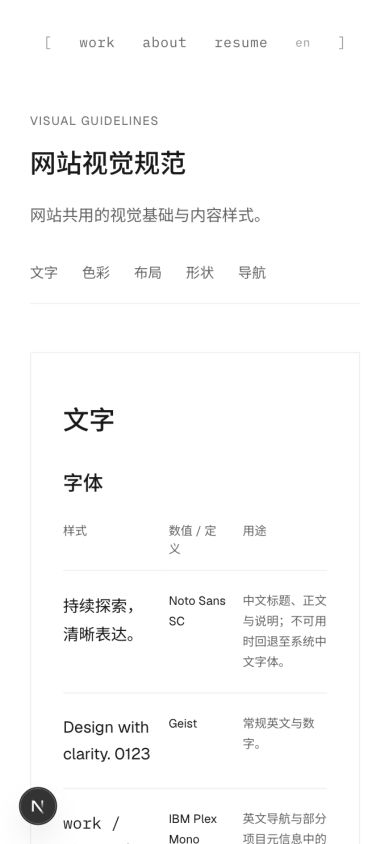 [ work about resume en ]
VISUAL GUIDELINES
网站视觉规范
网站共用的视觉基础与内容样式。
文字 色彩 布局 形状 导航
文字
字体
样式 数值 / 定义 用途
持续探索，
清晰表达。
Noto Sans
SC
中文标题、正文
与说明；不可用
时回退至系统中
文字体。
Design with
clarity. 0123
Geist
常规英文与数
字。
N
work /
IBM Plex
Mono
英文导航与部分
项目元信息中的